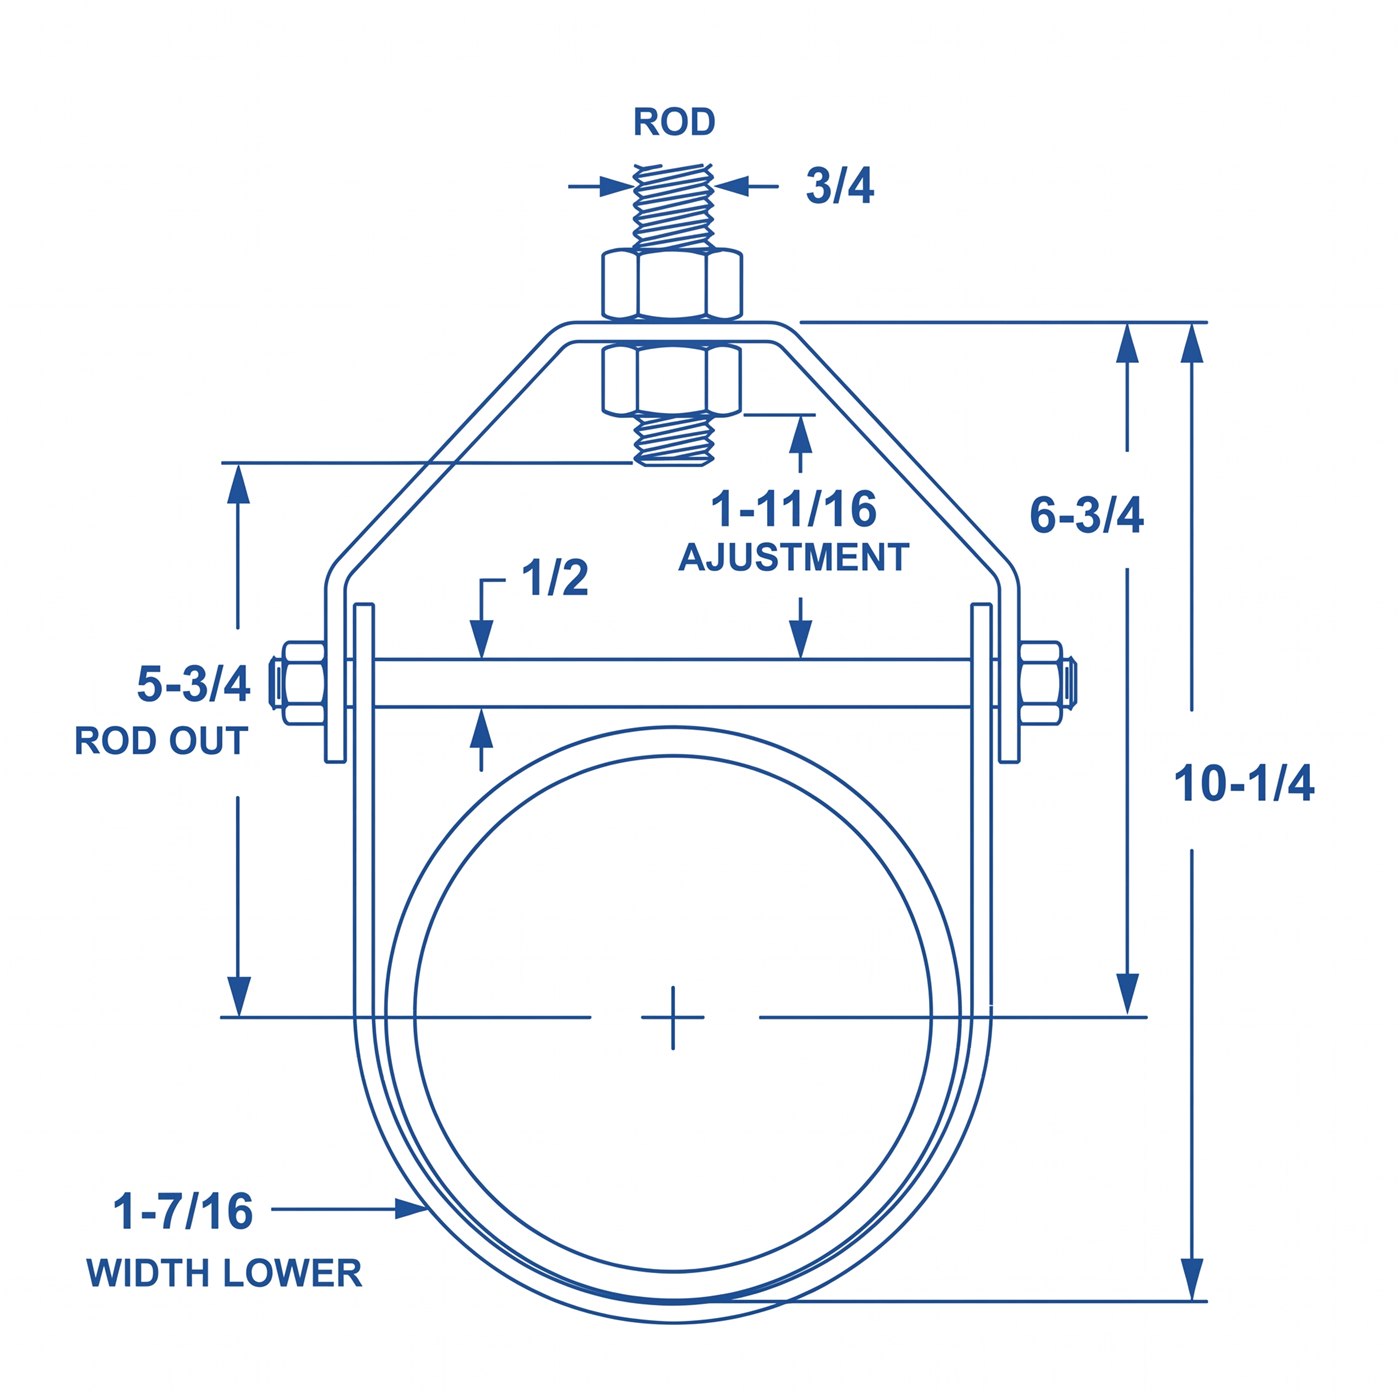 ROD
3/4
1-11/16
AJUSTMENT
6-3/4
1/2
5-3/4
ROD OUT
10-1/4
1-7/16
WIDTH LOWER